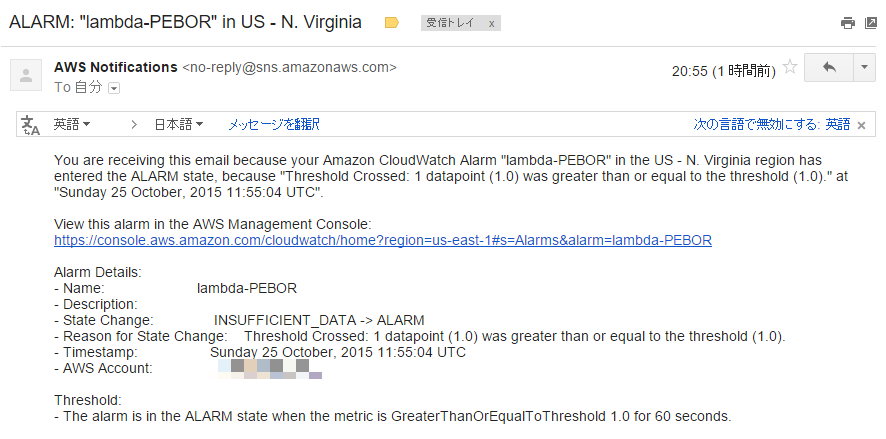 ALARM: "lambda-PEBOR" in US - N. Virginia 受信トレイ x
AWS Notifications <no-reply@sns.amazonaws.com>
20:55 (1 時間前)
To 自分
英語 > 日本語 メッセージを翻訳 次の言語で無効にする: 英語 ×
You are receiving this email because your Amazon CloudWatch Alarm "lambda-PEBOR" in the US - N. Virginia region has
entered the ALARM state, because "Threshold Crossed: 1 datapoint (1.0) was greater than or equal to the threshold (1.0)." at
"Sunday 25 October, 2015 11:55:04 UTC".
View this alarm in the AWS Management Console:
https://console.aws.amazon.com/cloudwatch/home?region=us-east-1#s=Alarms&alarm=lambda-PEBOR
Alarm Details:
- Name: lambda-PEBOR
- Description:
- State Change: INSUFFICIENT_DATA -> ALARM
- Reason for State Change: Threshold Crossed: 1 datapoint (1.0) was greater than or equal to the threshold (1.0).
- Timestamp: Sunday 25 October, 2015 11:55:04 UTC
- AWS Account:
Threshold:
- The alarm is in the ALARM state when the metric is GreaterThanOrEqualToThreshold 1.0 for 60 seconds.